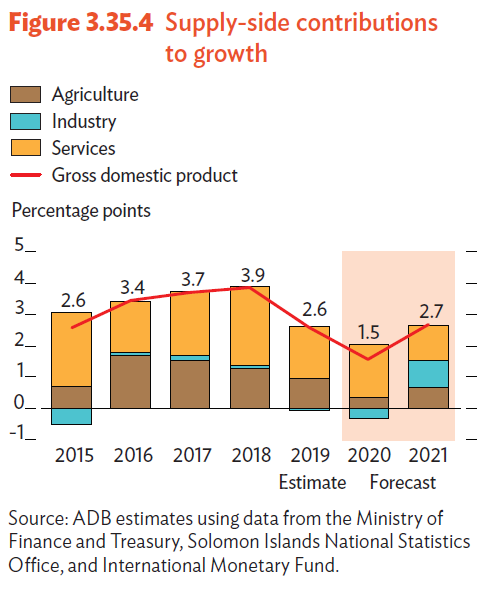 Figure 3.35.4 Supply-side contributions
to growth
Agriculture
Industry
Services
Gross domestic product
Percentage points
5
4
3
2
1
0
-1
2.6
3.4
3.7
3.9
2.6
1.5
2.7
2015 2016 2017 2018 2019 2020 2021
Estimate Forecast
Source: ADB estimates using data from the Ministry of
Finance and Treasury, Solomon Islands National Statistics
Office, and International Monetary Fund.